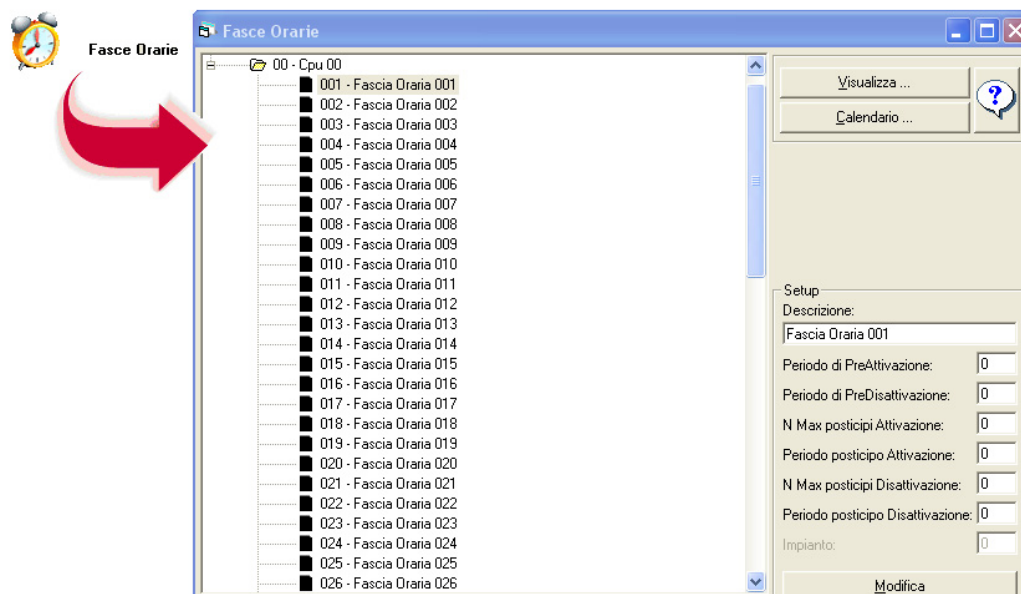 Fasce Orarie
Fasce Orarie
00 - Cpu 00
001 - Fascia Oraria 001
002 - Fascia Oraria 002
003 - Fascia Oraria 003
004 - Fascia Oraria 004
005 - Fascia Oraria 005
006 - Fascia Oraria 006
007 - Fascia Oraria 007
008 - Fascia Oraria 008
009 - Fascia Oraria 009
010 - Fascia Oraria 010
011 - Fascia Oraria 011
012 - Fascia Oraria 012
013 - Fascia Oraria 013
014 - Fascia Oraria 014
015 - Fascia Oraria 015
016 - Fascia Oraria 016
017 - Fascia Oraria 017
018 - Fascia Oraria 018
019 - Fascia Oraria 019
020 - Fascia Oraria 020
021 - Fascia Oraria 021
022 - Fascia Oraria 022
023 - Fascia Oraria 023
024 - Fascia Oraria 024
025 - Fascia Oraria 025
026 - Fascia Oraria 026
Visualizza ...
Calendario ...
?
Setup
Descrizione:
Fascia Oraria 001
Periodo di PreAttivazione: 0
Periodo di PreDisattivazione: 0
N Max posticipi Attivazione: 0
Periodo posticipo Attivazione: 0
N Max posticipi Disattivazione: 0
Periodo posticipo Disattivazione: 0
Impianto: 0
Modifica